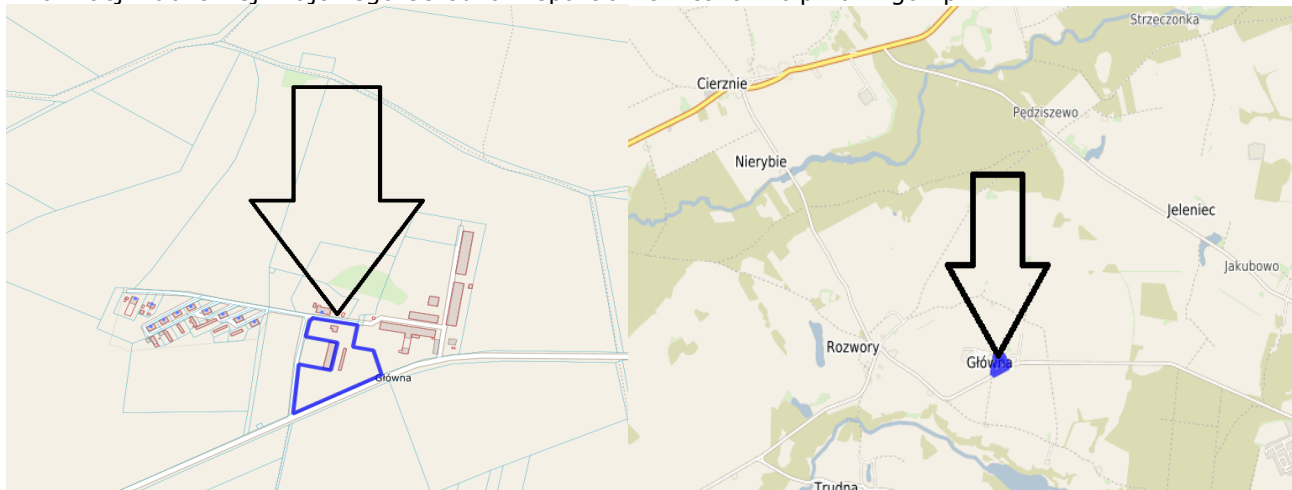 Główna
Strzeczonka
Cierznie
Pędziszewo
Nierybie
Jeleniec
Jakubowo
Rozwory
Główna
Trudna